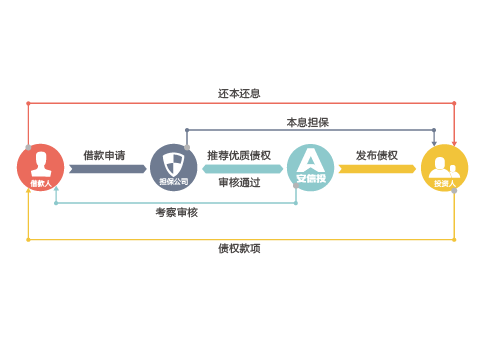 还本还息
本息担保
借款申请
推荐优质债权
发布债权
借款人
担保公司
安信投
投资人
审核通过
考察审核
债权款项